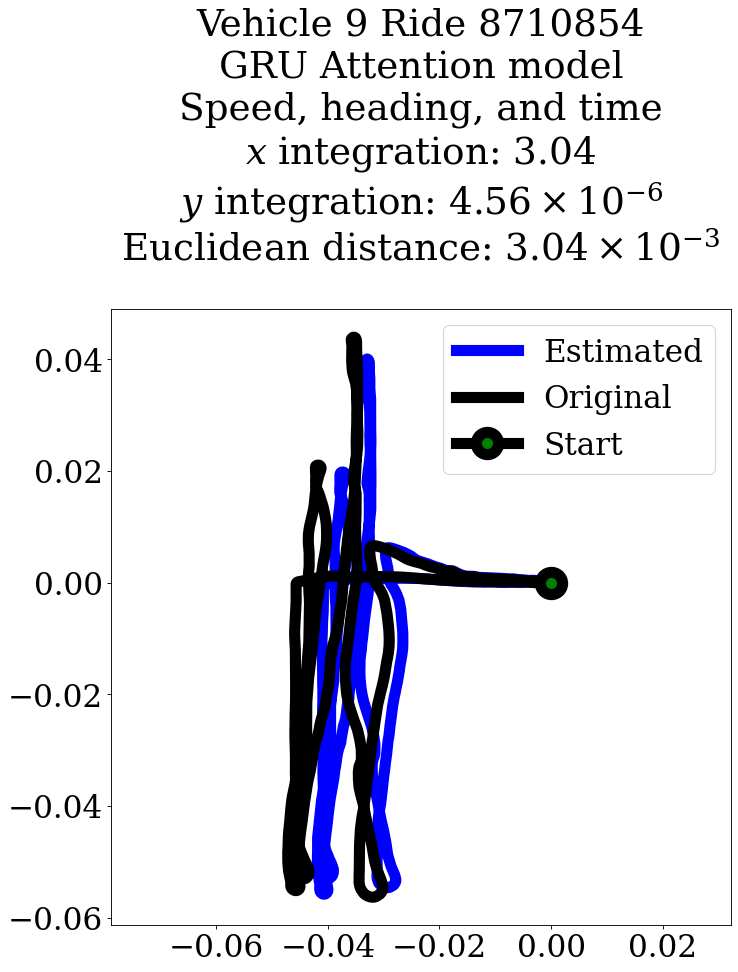 Vehicle 9 Ride 8710854
GRU Attention model
Speed, heading, and time
x integration: 3.04
y integration: 4.56 × 10⁻⁶
Euclidean distance: 3.04 × 10⁻³
Estimated
Original
Start
0.04
0.02
0.00
−0.02
−0.04
−0.06
−0.06 −0.04 −0.02 0.00 0.02